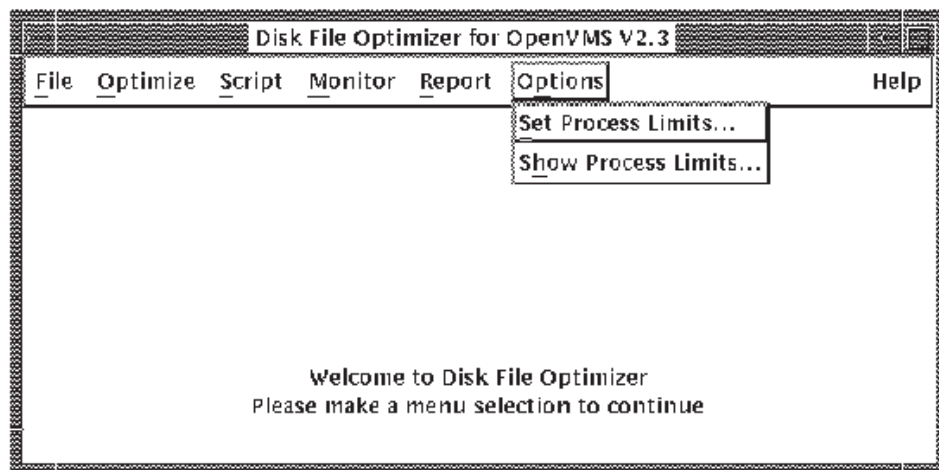 Disk File Optimizer for OpenVMS V2.3
File Optimize Script Monitor Report Options Help
Set Process Limits...
Show Process Limits...
Welcome to Disk File Optimizer
Please make a menu selection to continue